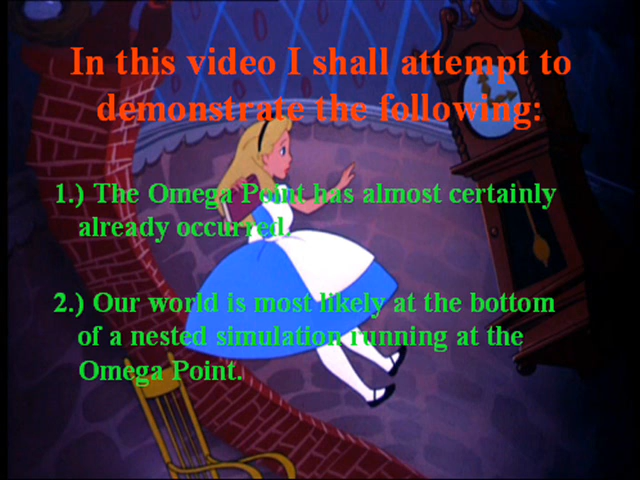 In this video I shall attempt to
demonstrate the following:
1.) The Omega Point has almost certainly
already occurred.
2.) Our world is most likely at the bottom
of a nested simulation running at the
Omega Point.